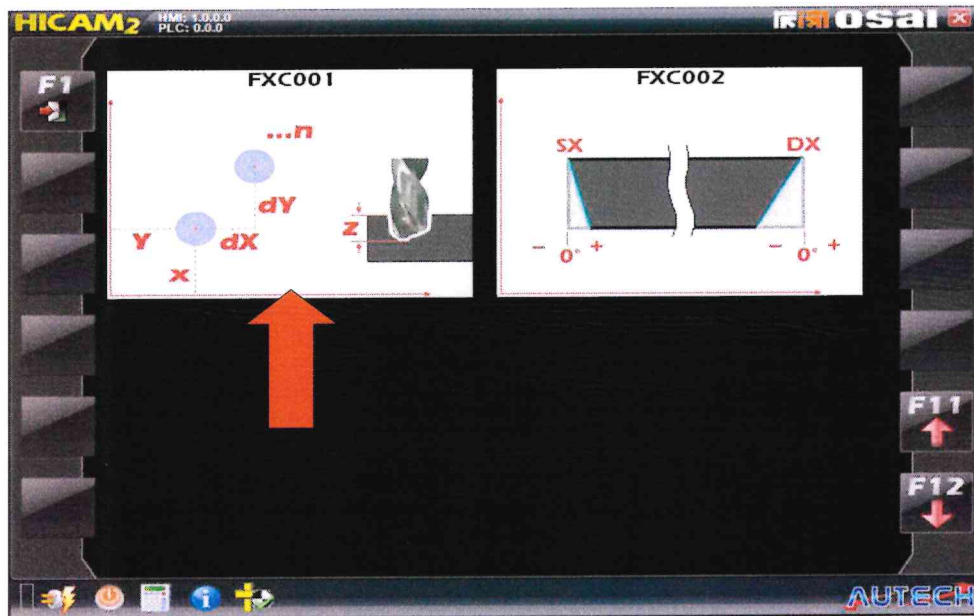 HICAM2 HMI: 1.0.0.0
PLC: 0.0.0
osai
F1
FXC001
...n
dY
Y
dX
X
Z
FXC002
SX
DX
- 0° +
- 0° +
F11
F12
AUTECH